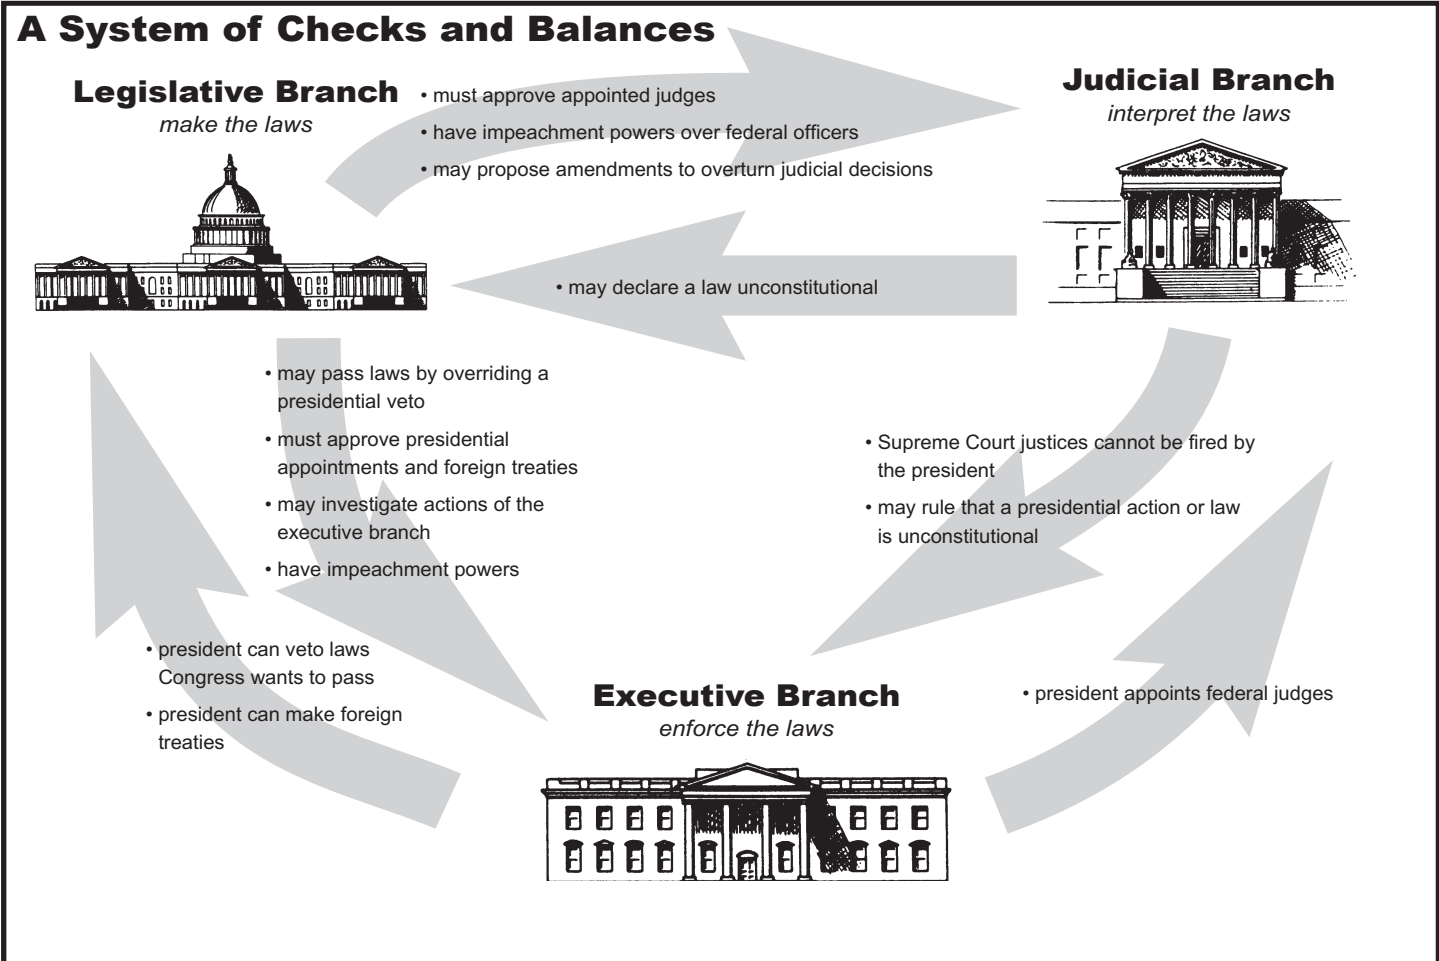 A System of Checks and Balances
Legislative Branch
make the laws
• must approve appointed judges
• have impeachment powers over federal officers
• may propose amendments to overturn judicial decisions
Judicial Branch
interpret the laws
• may declare a law unconstitutional
• may pass laws by overriding a
presidential veto
• must approve presidential
appointments and foreign treaties
• may investigate actions of the
executive branch
• have impeachment powers
• Supreme Court justices cannot be fired by
the president
• may rule that a presidential action or law
is unconstitutional
• president can veto laws
Congress wants to pass
• president can make foreign
treaties
Executive Branch
enforce the laws
• president appoints federal judges